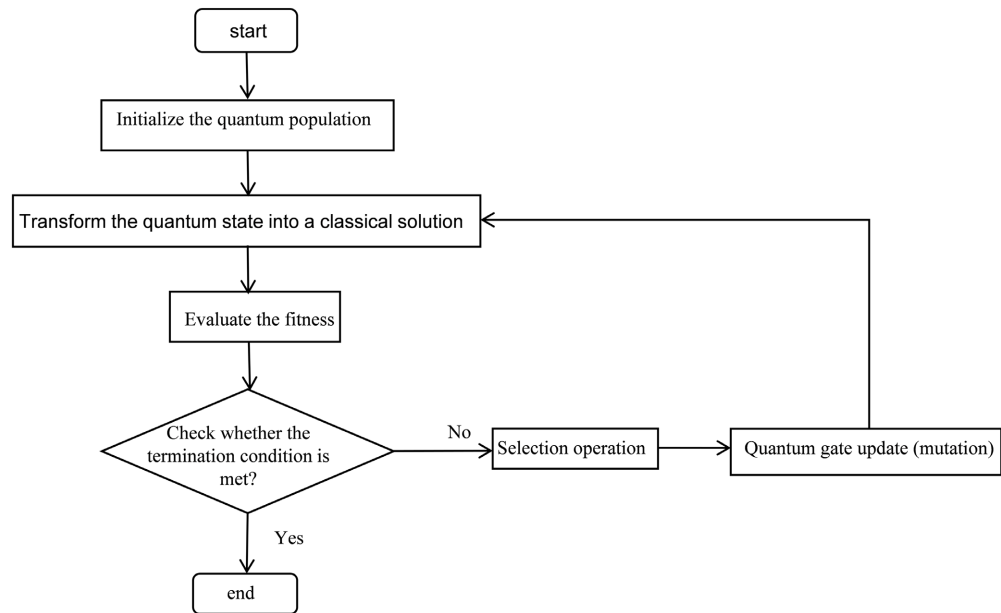 start
Initialize the quantum population
Transform the quantum state into a classical solution
Evaluate the fitness
Check whether the
termination condition is
met?
No
Selection operation
Quantum gate update (mutation)
Yes
end